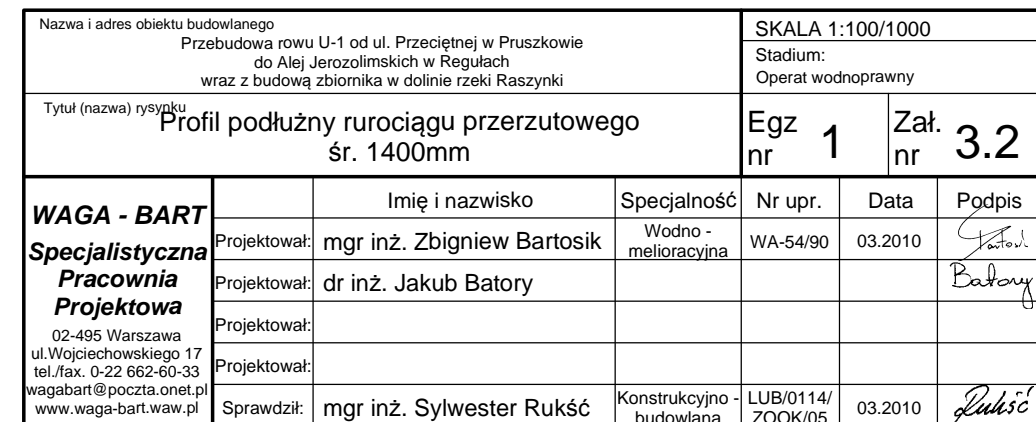 Nazwa i adres obiektu budowlanego
Przebudowa rowu U-1 od ul. Przeciętnej w Pruszkowie
do Alej Jerozolimskich w Regułach
wraz z budową zbiornika w dolinie rzeki Raszynki
SKALA 1:100/1000
Stadium:
Operat wodnoprawny
Tytuł (nazwa) rysynku
Profil podłużny rurociągu przerzutowego
śr. 1400mm
Egz nr 1
Zał. nr 3.2
WAGA - BART
Specjalistyczna
Pracownia
Projektowa
02-495 Warszawa
ul.Wojciechowskiego 17
tel./fax. 0-22 662-60-33
wagabart@poczta.onet.pl
www.waga-bart.waw.pl
Imię i nazwisko Specjalność Nr upr. Data Podpis
Projektował: mgr inż. Zbigniew Bartosik Wodno - melioracyjna WA-54/90 03.2010 Bartosik
Projektował: dr inż. Jakub Batory Batory
Projektował:
Projektował:
Sprawdził: mgr inż. Sylwester Rukść Konstrukcyjno - budowlana LUB/0114/ ZOOK/05 03.2010 Rukść